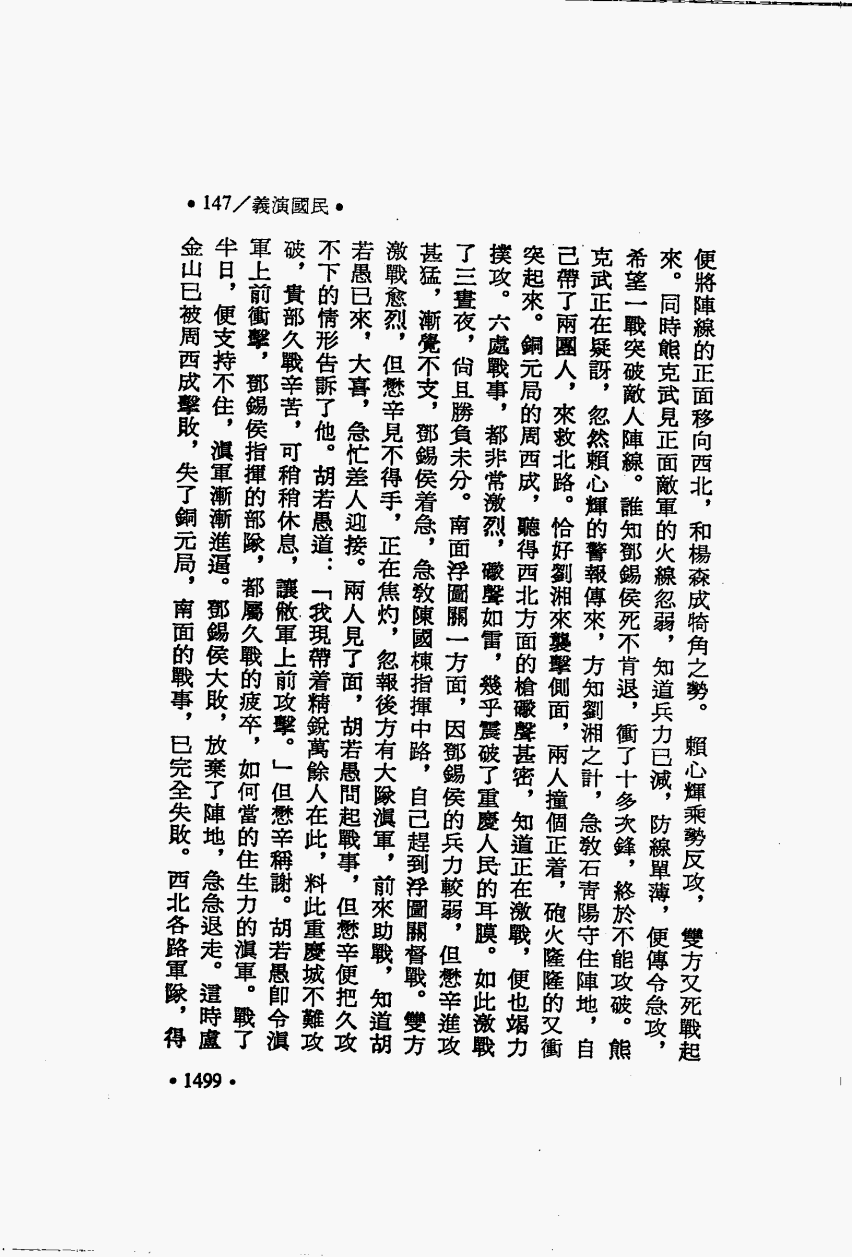 •147／義演國民•
便將陣線的正面移向西北，和楊森成犄角之勢。賴心輝乘勢反攻，雙方又死戰起
來。同時熊克武見正面敵軍的火線忽弱，知道兵力已減，防線單薄，便傳令急攻，
希望一戰突破敵人陣線。誰知鄧錫侯死不肯退，衝了十多次鋒，終於不能攻破。熊
克武正在疑訝，忽然賴心輝的警報傳來，方知劉湘之計，急教石青陽守住陣地，自
己帶了兩團人，來救北路。恰好劉湘來襲擊側面，兩人撞個正着，砲火隆隆的又衝
突起來。銅元局的周西成，聽得西北方面的槍礮聲甚密，知道正在激戰，便也竭力
撲攻。六處戰事，都非常激烈，礮聲如雷，幾乎震破了重慶人民的耳膜。如此激戰
了三晝夜，尙且勝負未分。南面浮圖關一方面，因鄧錫侯的兵力較弱，但懋辛進攻
甚猛，漸覺不支，鄧錫侯着急，急教陳國棟指揮中路，自己趕到浮圖關督戰。雙方
激戰愈烈，但懋辛見不得手，正在焦灼，忽報後方有大隊滇軍，前來助戰，知道胡
若愚已來，大喜，急忙差人迎接。兩人見了面，胡若愚問起戰事，但懋辛便把久攻
不下的情形告訴了他。胡若愚道：「我現帶着精銳萬餘人在此，料此重慶城不難攻
破，貴部久戰辛苦，可稍稍休息，讓敝軍上前攻擊。」但懋辛稱謝。胡若愚卽令滇
軍上前衝擊，鄧錫侯指揮的部隊，都屬久戰的疲卒，如何當的住生力的滇軍。戰了
半日，便支持不住，滇軍漸漸進逼。鄧錫侯大敗，放棄了陣地，急急退走。這時盧
金山已被周西成擊敗，失了銅元局，南面的戰事，已完全失敗。西北各路軍隊，得
•1499•